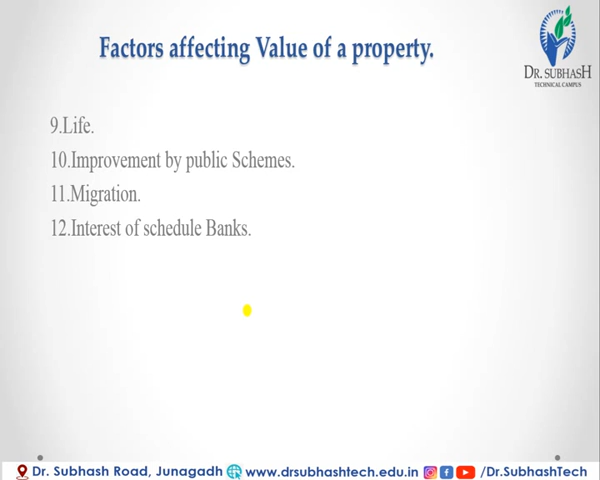 Factors affecting Value of a property.
DR. SUBHASH
TECHNICAL CAMPUS
9.Life.
10.Improvement by public Schemes.
11.Migration.
12.Interest of schedule Banks.
Dr. Subhash Road, Junagadh www.drsubhashtech.edu.in /Dr.SubhashTech